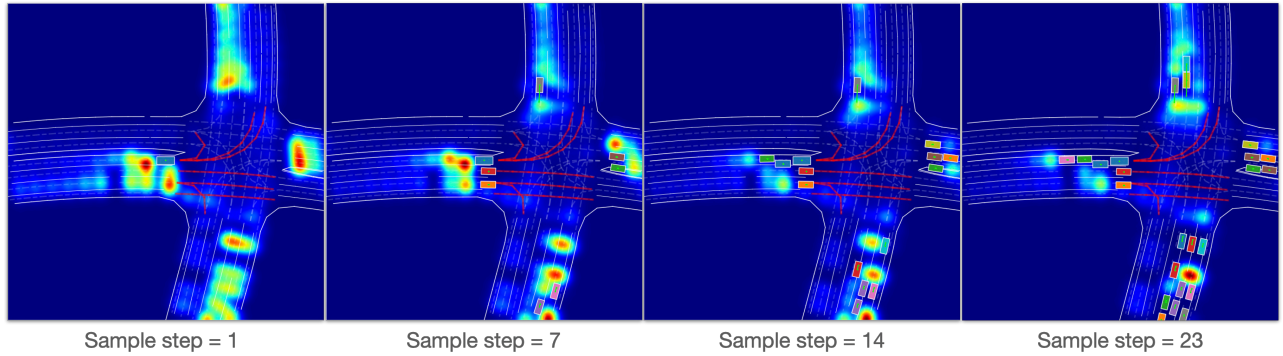 Sample step = 1
Sample step = 7
Sample step = 14
Sample step = 23